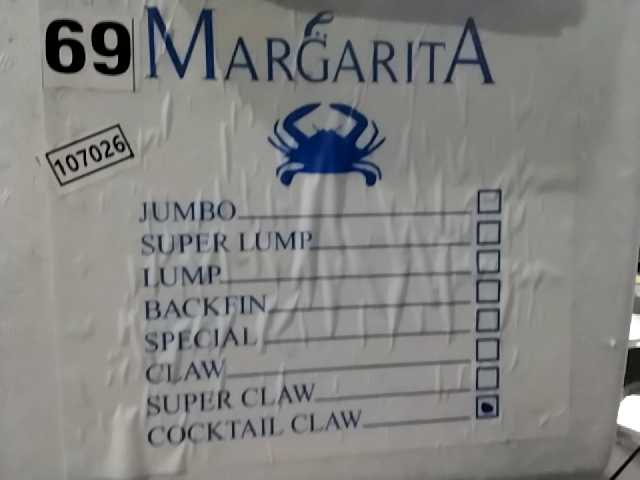 69 MARGARITA
107026
JUMBO
SUPER LUMP
LUMP
BACKFIN
SPECIAL
CLAW
SUPER CLAW
COCKTAIL CLAW